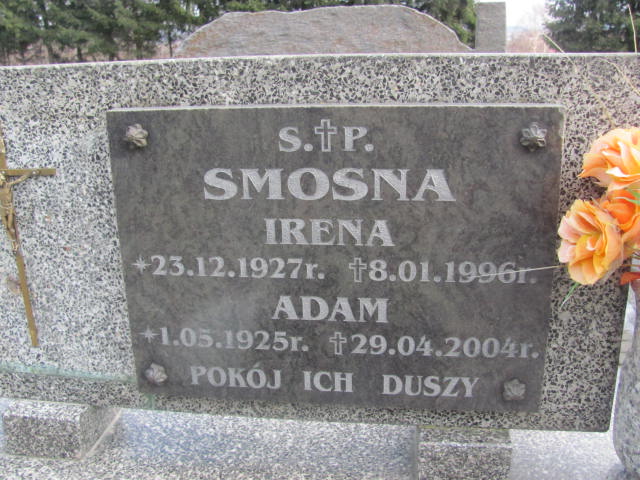 S.†P.
SMOSNA
IRENA
*23.12.1927r. †8.01.1996r.
ADAM
*1.05.1925r. †29.04.2004r.
POKÓJ ICH DUSZY